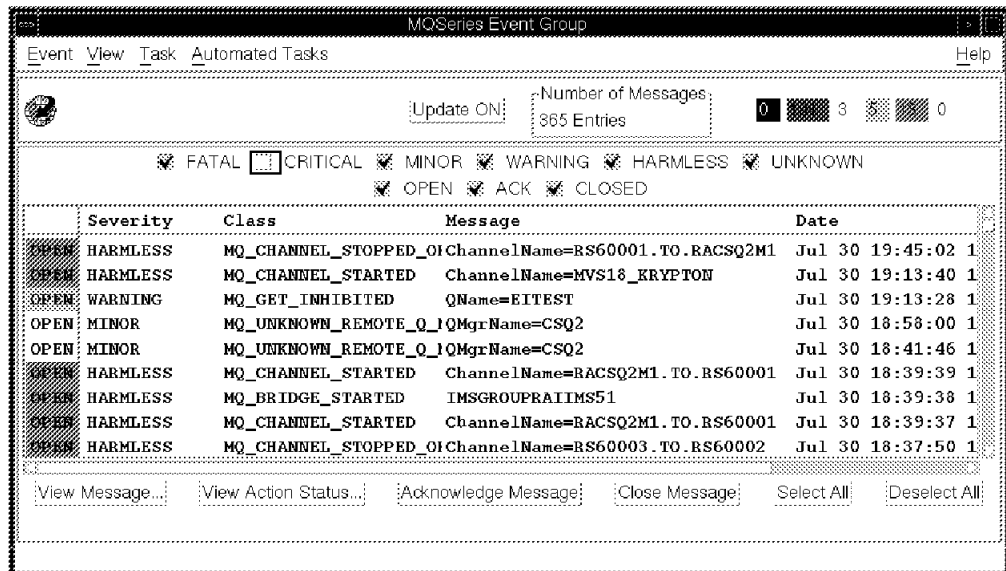 MQSeries Event Group
Event View Task Automated Tasks Help
Update ON
Number of Messages
865 Entries
0 3 5 0
FATAL CRITICAL MINOR WARNING HARMLESS UNKNOWN
OPEN ACK CLOSED
Severity Class Message Date
OPEN HARMLESS MQ_CHANNEL_STOPPED_O ChannelName=RS60001.TO.RACSQ2M1 Jul 30 19:45:02 1
OPEN HARMLESS MQ_CHANNEL_STARTED ChannelName=MVS18_KRYPTON Jul 30 19:13:40 1
OPEN WARNING MQ_GET_INHIBITED QName=EITEST Jul 30 19:13:28 1
OPEN MINOR MQ_UNKNOWN_REMOTE_Q_ QMgrName=CSQ2 Jul 30 18:58:00 1
OPEN MINOR MQ_UNKNOWN_REMOTE_Q_ QMgrName=CSQ2 Jul 30 18:41:46 1
OPEN HARMLESS MQ_CHANNEL_STARTED ChannelName=RACSQ2M1.TO.RS60001 Jul 30 18:39:39 1
OPEN HARMLESS MQ_BRIDGE_STARTED IMSGROUPRAIIMS51 Jul 30 18:39:38 1
OPEN HARMLESS MQ_CHANNEL_STARTED ChannelName=RACSQ2M1.TO.RS60001 Jul 30 18:39:37 1
OPEN HARMLESS MQ_CHANNEL_STOPPED_O ChannelName=RS60003.TO.RS60002 Jul 30 18:37:50 1
View Message... View Action Status... Acknowledge Message Close Message Select All Deselect All